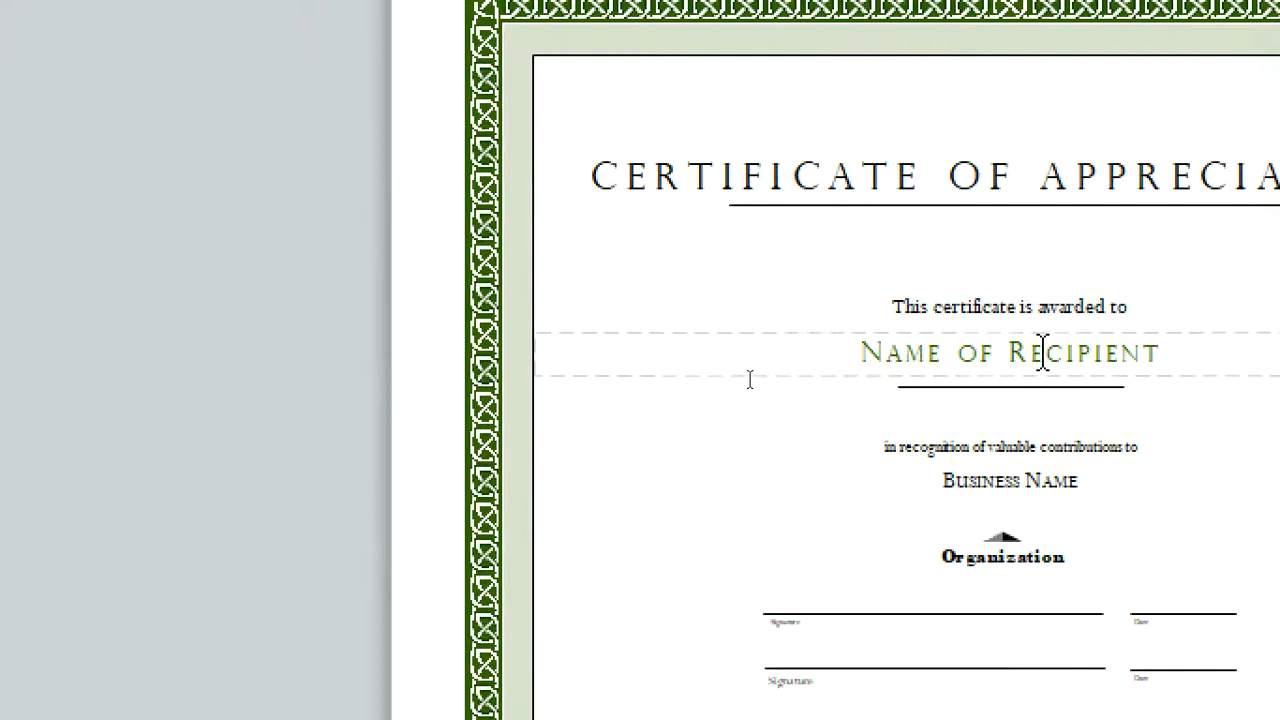 CERTIFICATE OF APPRECIA
This certificate is awarded to
NAME OF RECIPIENT
in recognition of valuable contributions to
BUSINESS NAME
Organization
Signature Date
Signature Date